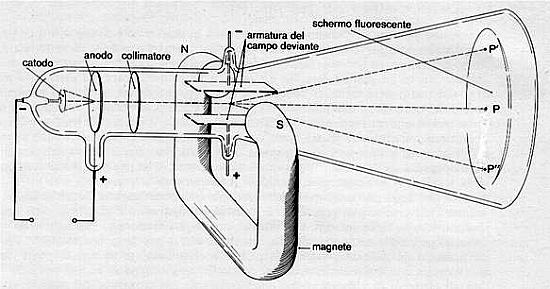 N
−
armatura del
campo deviante
schermo fluorescente
anodo
collimatore
catodo
P'
−
P
S
P"
+
+
magnete